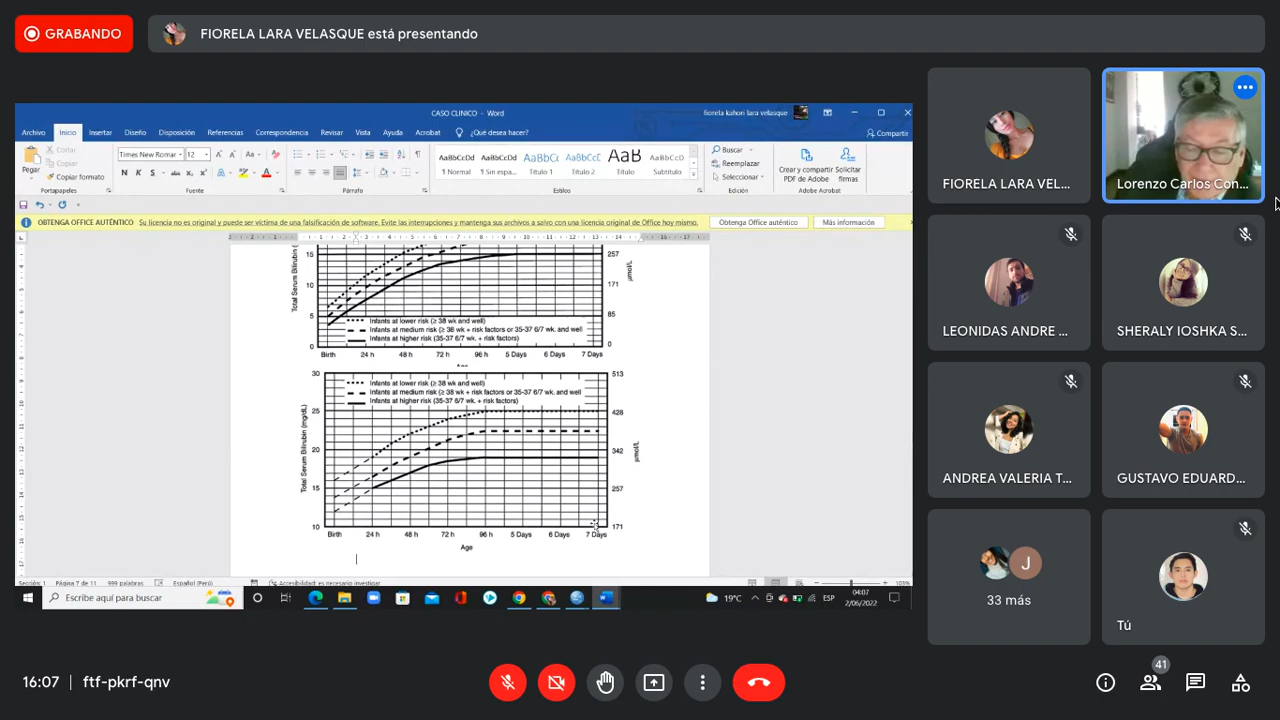 GRABANDO
FIORELA LARA VELASQUE está presentando
CASO CLINICO - Word
fiorela kahori lara velasque
Archivo Inicio Insertar Diseño Disposición Referencias Correspondencia Revisar Vista Ayuda Acrobat ¿Qué desea hacer?
Compartir
Pegar
Cortar
Copiar
Copiar formato
Portapapeles
Times New Romar 12
N K S abc
Fuente
Párrafo
AaBbCcD AaBbCcD AaBbC AaBbCcC AaB AaBbCcD
1 Normal 1 Sin espa... Título 1 Título 2 Título Subtítulo
Estilos
Buscar
Reemplazar
Seleccionar
Edición
Crear y compartir PDF de Adobe
Solicitar firmas
Adobe Acrobat
OBTENGA OFFICE AUTÉNTICO Su licencia no es original y puede ser víctima de una falsificación de software. Evite las interrupciones y mantenga sus archivos a salvo con una licencia original de Office hoy mismo.
Obtenga Office auténtico
Más información
Total Serum Bilirubin (
15
10
5
0
257
171
85
0
µmol/L
Infants at lower risk (≥ 38 wk and well)
Infants at medium risk (≥ 38 wk + risk factors or 35-37 6/7 wk. and well)
Infants at higher risk (35-37 6/7 wk. + risk factors)
Birth 24 h 48 h 72 h 96 h 5 Days 6 Days 7 Days
Total Serum Bilirubin (mg/dL)
30
25
20
15
10
513
428
342
257
171
µmol/L
Infants at lower risk (≥ 38 wk and well)
Infants at medium risk (≥ 38 wk + risk factors or 35-37 6/7 wk. and well)
Infants at higher risk (35-37 6/7 wk. + risk factors)
Birth 24 h 48 h 72 h 96 h 5 Days 6 Days 7 Days
Age
Sección: 1 Página 7 de 11 999 palabras Español (Perú) Accesibilidad: es necesario investigar
103%
Escribe aquí para buscar
19°C
ESP
04:07
2/06/2022
FIORELA LARA VEL...
Lorenzo Carlos Con...
LEONIDAS ANDRE ...
SHERALY IOSHKA S...
ANDREA VALERIA T...
GUSTAVO EDUARD...
J
33 más
Tú
16:07 | ftf-pkrf-qnv
41